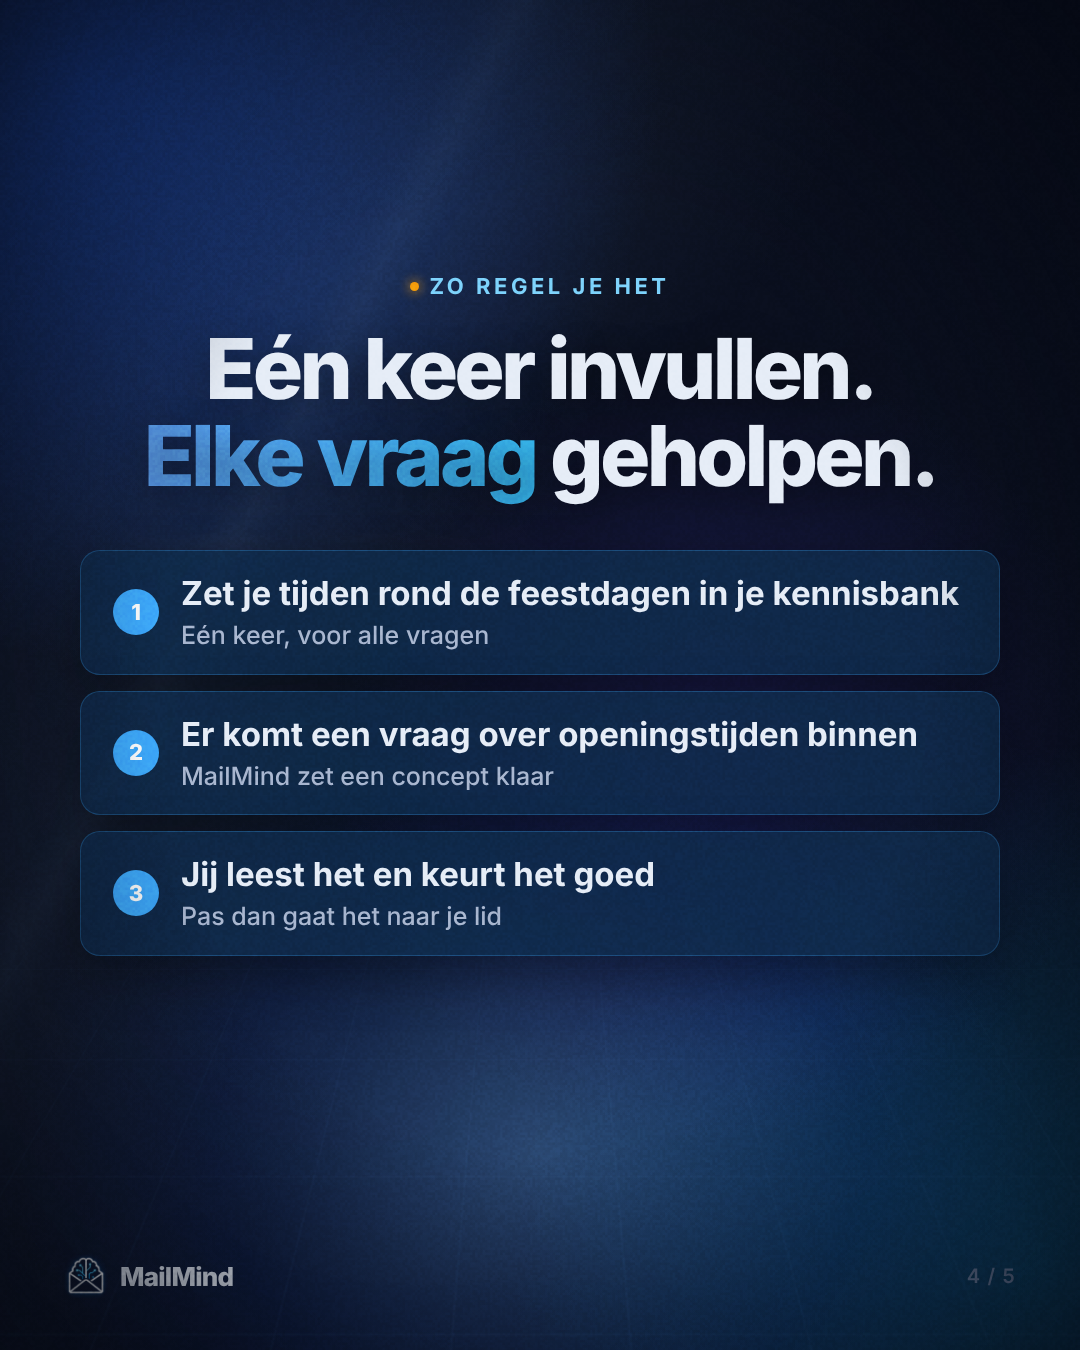 ZO REGEL JE HET
Eén keer invullen.
Elke vraag geholpen.
1
Zet je tijden rond de feestdagen in je kennisbank
Eén keer, voor alle vragen
2
Er komt een vraag over openingstijden binnen
MailMind zet een concept klaar
3
Jij leest het en keurt het goed
Pas dan gaat het naar je lid
MailMind
4 / 5